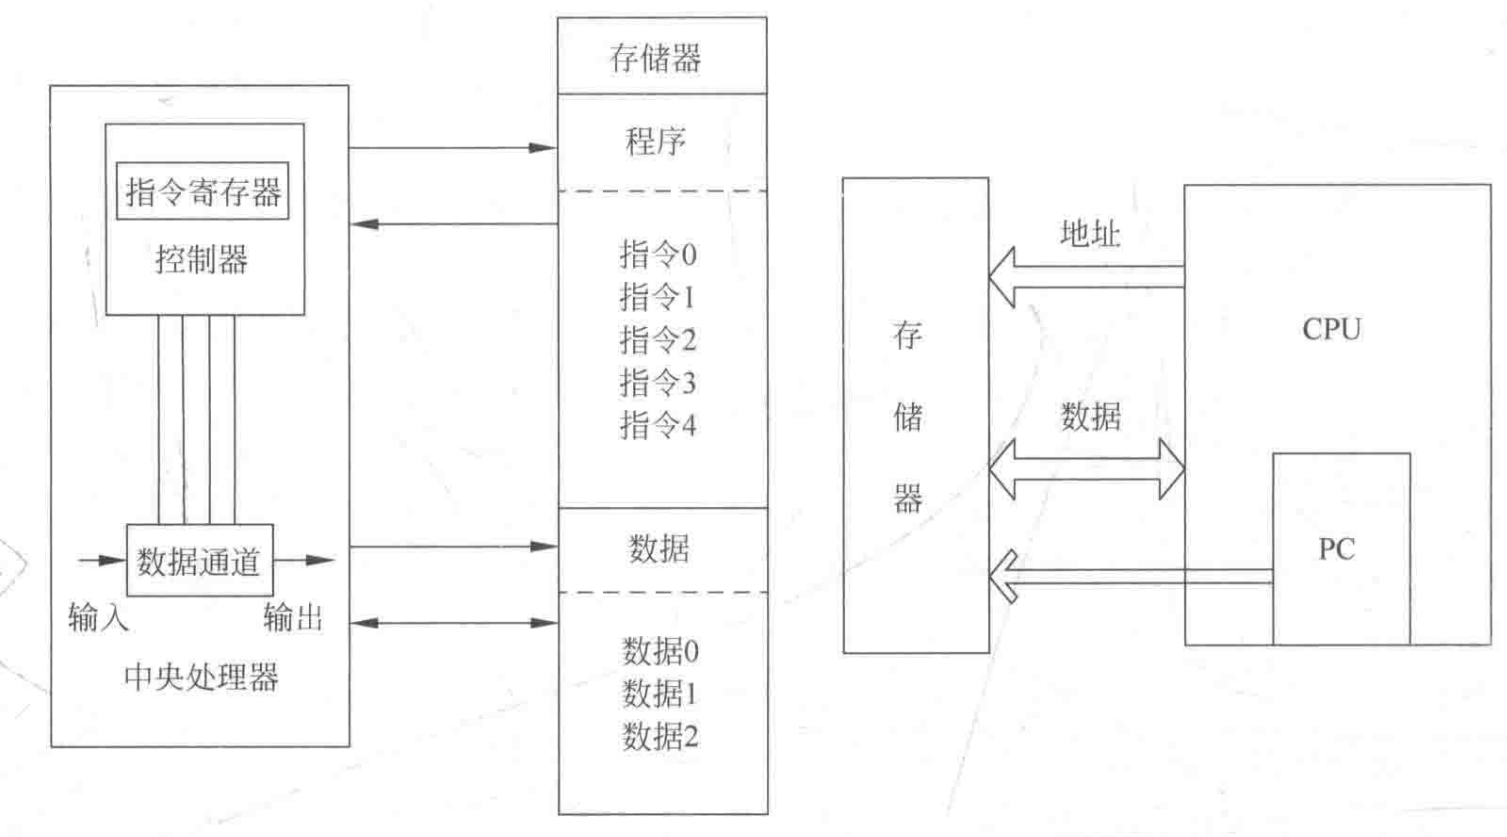 存储器
程序
指令寄存器
控制器
指令0
指令1
指令2
指令3
指令4
数据
数据通道
输入
输出
中央处理器
数据0
数据1
数据2
存
储
器
地址
数据
CPU
PC